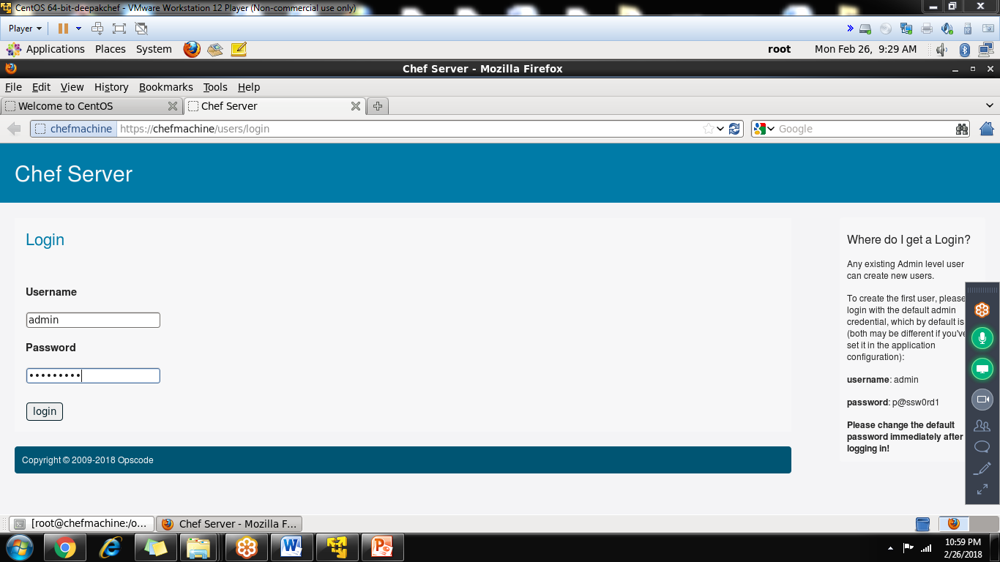 CentOS 64-bit-deepakchef - VMware Workstation 12 Player (Non-commercial use only)
Player
Applications Places System root Mon Feb 26, 9:29 AM
Chef Server - Mozilla Firefox
File Edit View History Bookmarks Tools Help
Welcome to CentOS Chef Server
chefmachine https://chefmachine/users/login Google
Chef Server
Login
Username
admin
Password
•••••••••
login
Copyright © 2009-2018 Opscode
Where do I get a Login?
Any existing Admin level user
can create new users.
To create the first user, please
login with the default admin
credential, which by default is
(both may be different if you've
set it in the application
configuration):
username: admin
password: p@ssw0rd1
Please change the default
password immediately after
logging in!
[root@chefmachine:/o... Chef Server - Mozilla F...
10:59 PM
2/26/2018